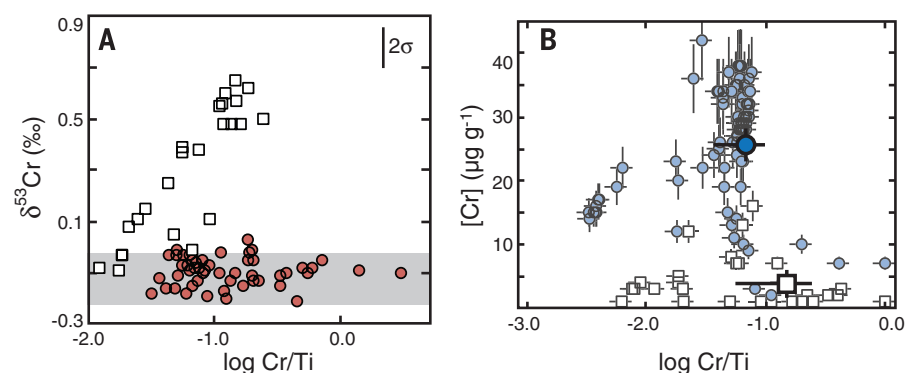 A
2σ
0.9
0.5
0.1
-0.3
δ53Cr (‰)
-2.0 -1.0 0.0
log Cr/Ti
B
40
30
20
10
[Cr] (µg g-1)
-3.0 -2.0 -1.0 0.0
log Cr/Ti